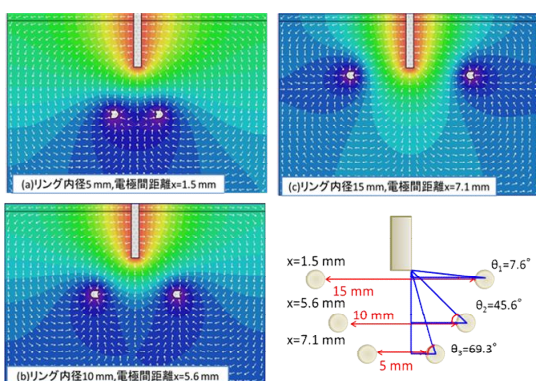 (a)リング内径5 mm,電極間距離x=1.5 mm
(c)リング内径15 mm,電極間距離x=7.1 mm
(b)リング内径10 mm,電極間距離x=5.6 mm
x=1.5 mm
θ₁=7.6°
15 mm
x=5.6 mm
θ₂=45.6°
10 mm
x=7.1 mm
θ₃=69.3°
5 mm